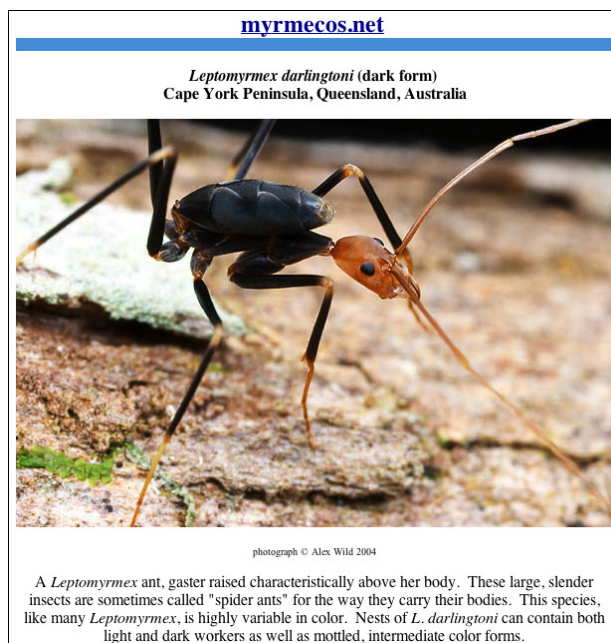 myrmecos.net
Leptomyrmex darlingtoni (dark form)
Cape York Peninsula, Queensland, Australia
photograph © Alex Wild 2004
A Leptomyrmex ant, gaster raised characteristically above her body. These large, slender
insects are sometimes called "spider ants" for the way they carry their bodies. This species,
like many Leptomyrmex, is highly variable in color. Nests of L. darlingtoni can contain both
light and dark workers as well as mottled, intermediate color forms.